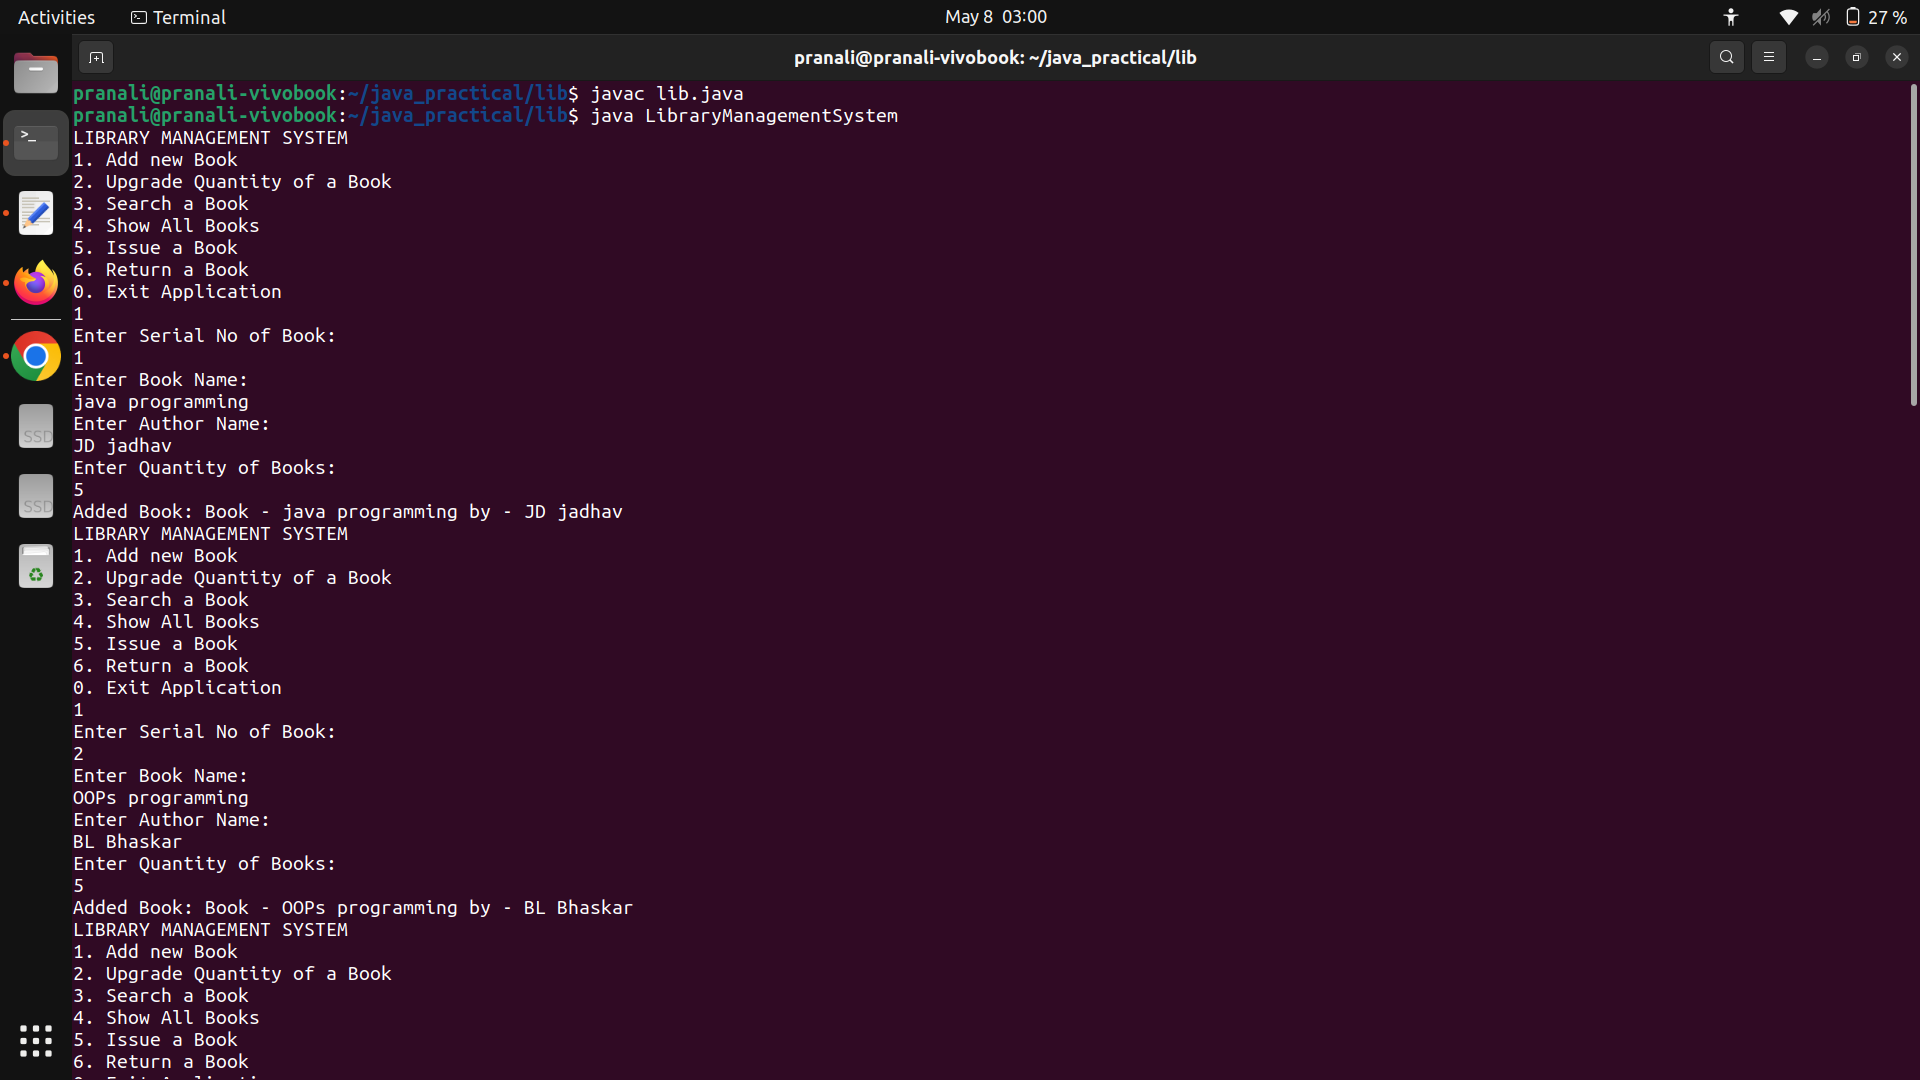 Activities
Terminal
May 8 03:00
27 %
pranali@pranali-vivobook: ~/java_practical/lib
pranali@pranali-vivobook:~/java_practical/lib$ javac lib.java
pranali@pranali-vivobook:~/java_practical/lib$ java LibraryManagementSystem
LIBRARY MANAGEMENT SYSTEM
1. Add new Book
2. Upgrade Quantity of a Book
3. Search a Book
4. Show All Books
5. Issue a Book
6. Return a Book
0. Exit Application
1
Enter Serial No of Book:
1
Enter Book Name:
java programming
Enter Author Name:
JD jadhav
Enter Quantity of Books:
5
Added Book: Book - java programming by - JD jadhav
LIBRARY MANAGEMENT SYSTEM
1. Add new Book
2. Upgrade Quantity of a Book
3. Search a Book
4. Show All Books
5. Issue a Book
6. Return a Book
0. Exit Application
1
Enter Serial No of Book:
2
Enter Book Name:
OOPs programming
Enter Author Name:
BL Bhaskar
Enter Quantity of Books:
5
Added Book: Book - OOPs programming by - BL Bhaskar
LIBRARY MANAGEMENT SYSTEM
1. Add new Book
2. Upgrade Quantity of a Book
3. Search a Book
4. Show All Books
5. Issue a Book
6. Return a Book
SSD
SSD